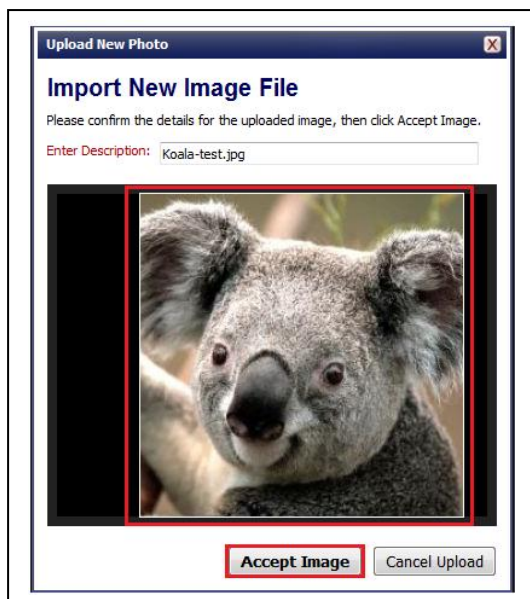 Upload New Photo X
Import New Image File
Please confirm the details for the uploaded image, then click Accept Image.
Enter Description: Koala-test.jpg
Accept Image Cancel Upload